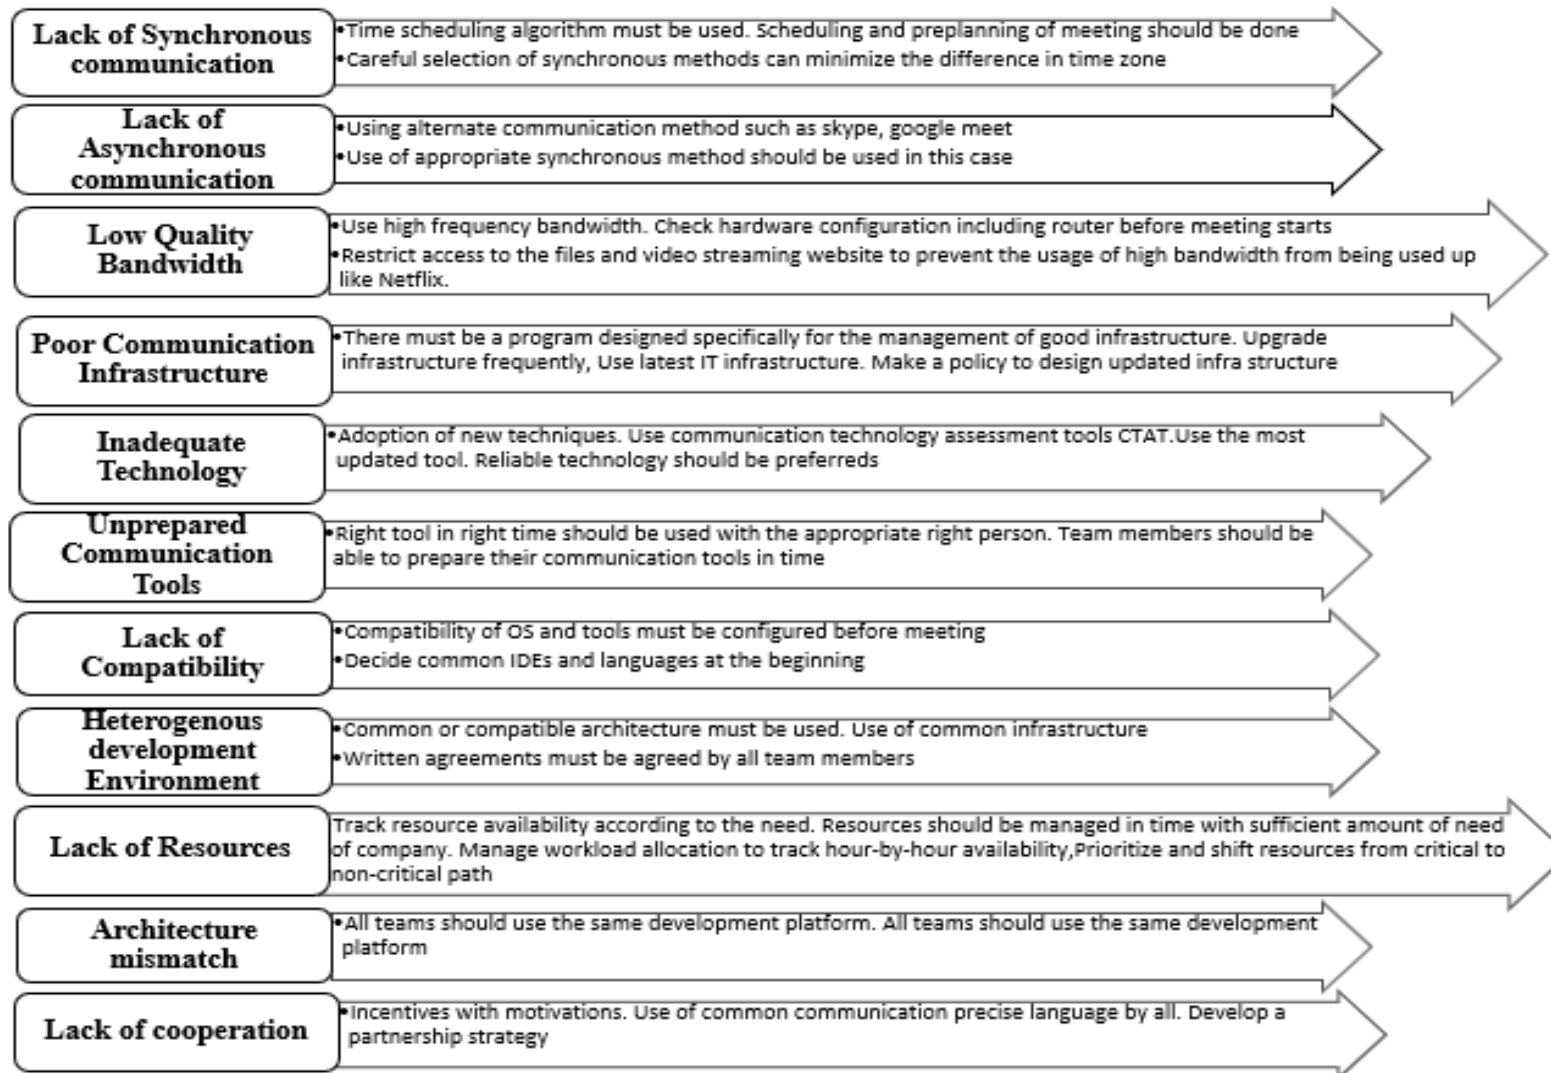 Lack of Synchronous
communication
•Time scheduling algorithm must be used. Scheduling and preplanning of meeting should be done
•Careful selection of synchronous methods can minimize the difference in time zone
Lack of
Asynchronous
communication
•Using alternate communication method such as skype, google meet
•Use of appropriate synchronous method should be used in this case
Low Quality
Bandwidth
•Use high frequency bandwidth. Check hardware configuration including router before meeting starts
•Restrict access to the files and video streaming website to prevent the usage of high bandwidth from being used up
like Netflix.
Poor Communication
Infrastructure
•There must be a program designed specifically for the management of good infrastructure. Upgrade
infrastructure frequently, Use latest IT infrastructure. Make a policy to design updated infra structure
Inadequate
Technology
•Adoption of new techniques. Use communication technology assessment tools CTAT.Use the most
updated tool. Reliable technology should be preferreds
Unprepared
Communication
Tools
•Right tool in right time should be used with the appropriate right person. Team members should be
able to prepare their communication tools in time
Lack of
Compatibility
•Compatibility of OS and tools must be configured before meeting
•Decide common IDEs and languages at the beginning
Heterogenous
development
Environment
•Common or compatible architecture must be used. Use of common infrastructure
•Written agreements must be agreed by all team members
Lack of Resources
Track resource availability according to the need. Resources should be managed in time with sufficient amount of need
of company. Manage workload allocation to track hour-by-hour availability,Prioritize and shift resources from critical to
non-critical path
Architecture
mismatch
•All teams should use the same development platform. All teams should use the same development
platform
Lack of cooperation
•Incentives with motivations. Use of common communication precise language by all. Develop a
partnership strategy